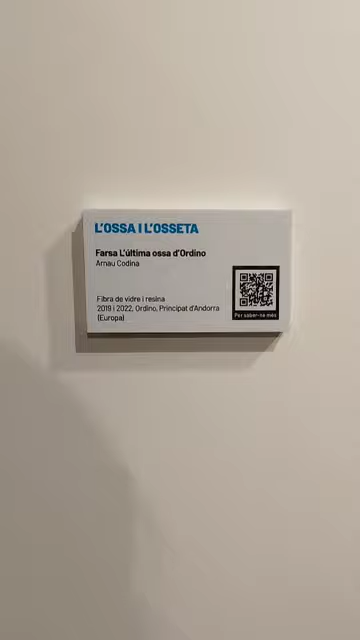 L'OSSA I L'OSSETA
Farsa L'última ossa d'Ordino
Arnau Codina
Fibra de vidre i resina
2019 i 2022, Ordino, Principat d'Andorra
(Europa)
Per saber-ne més